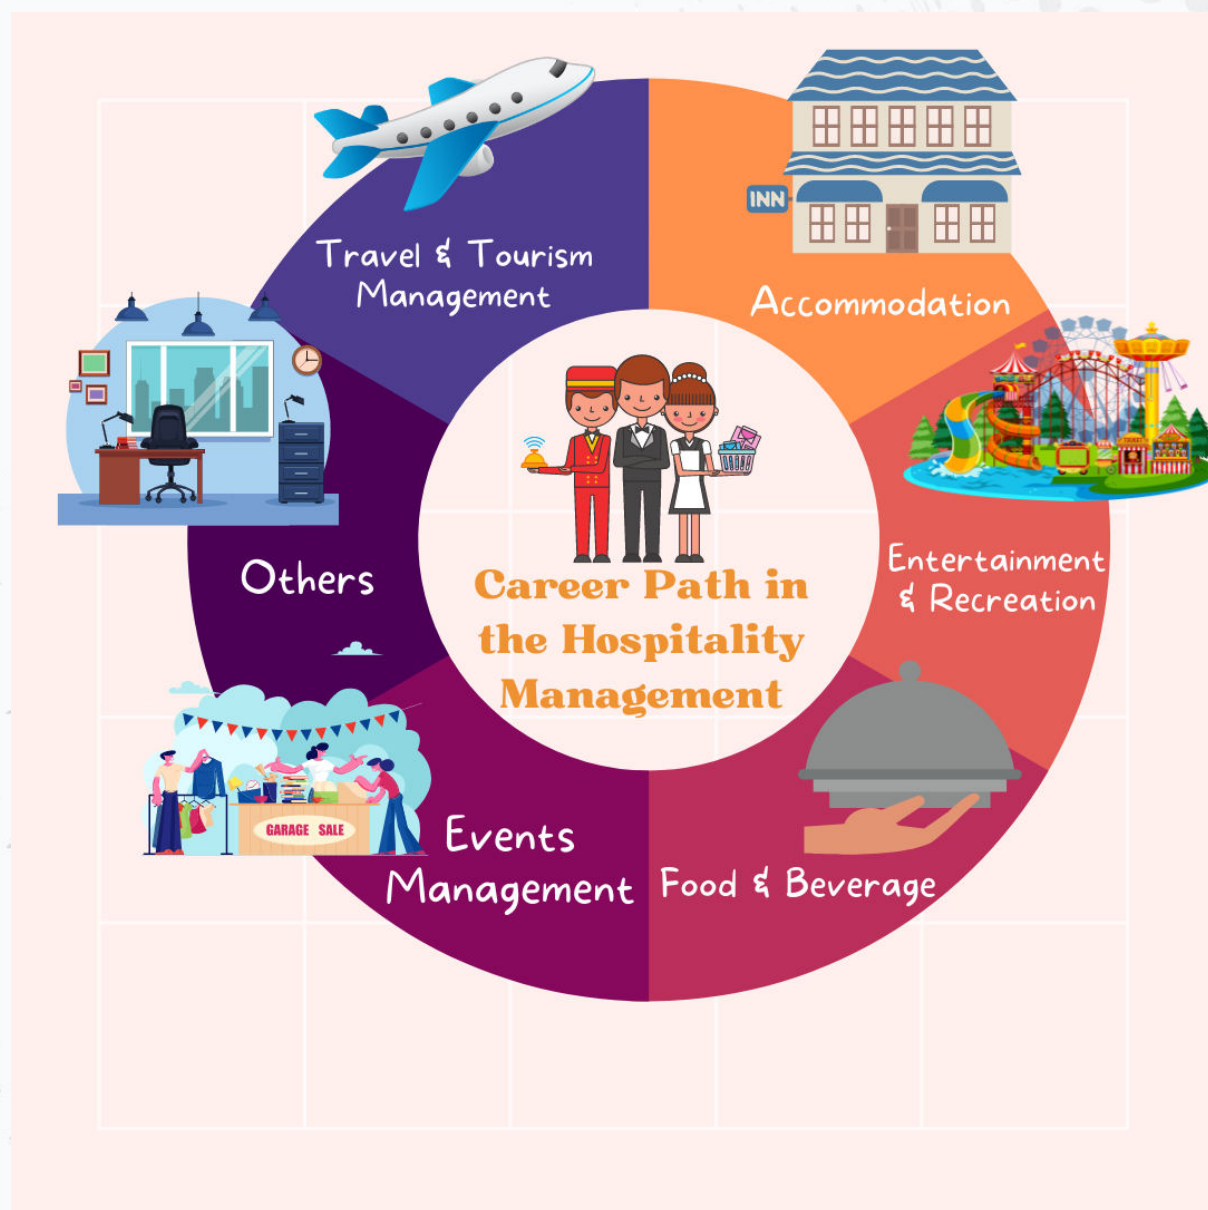 Travel & Tourism
Management
INN
Accommodation
Entertainment
& Recreation
Others
Career Path in
the Hospitality
Management
GARAGE SALE
Events
Management
Food & Beverage